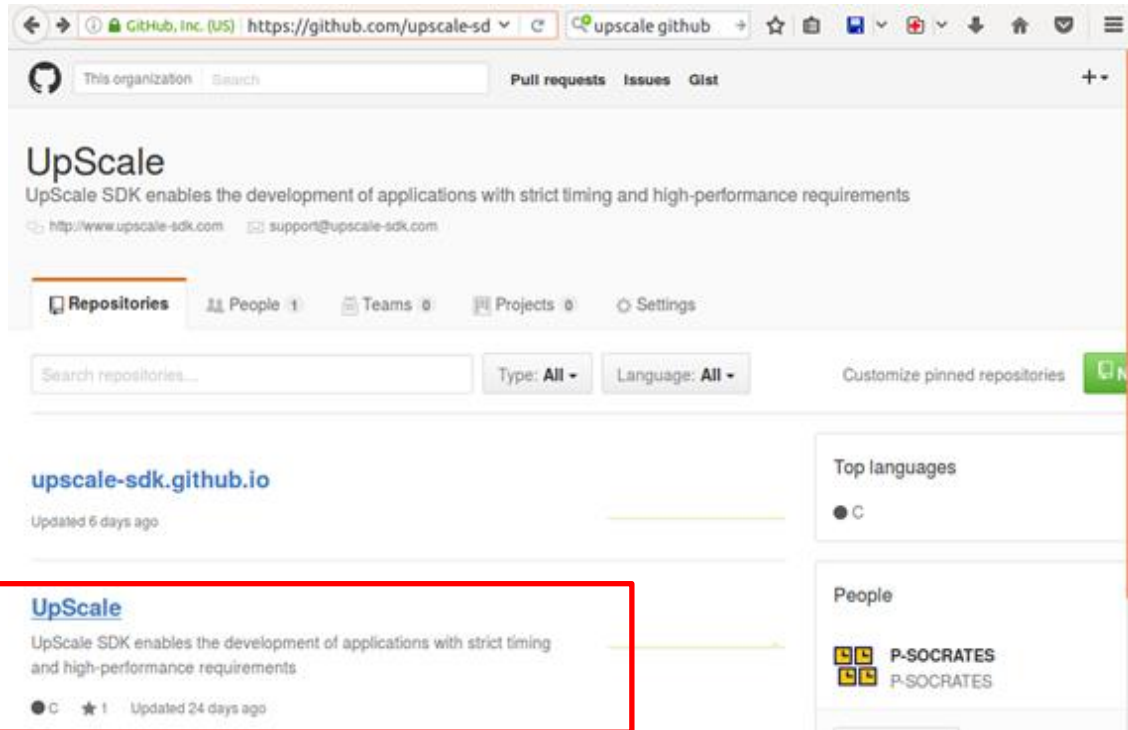 GitHub, Inc. (US) https://github.com/upscale-sd upscale github
This organization Search Pull requests Issues Gist
UpScale
UpScale SDK enables the development of applications with strict timing and high-performance requirements
http://www.upscale-sdk.com support@upscale-sdk.com
Repositories People 1 Teams 0 Projects 0 Settings
Search repositories... Type: All Language: All Customize pinned repositories N
upscale-sdk.github.io
Updated 6 days ago
Top languages
C
UpScale
UpScale SDK enables the development of applications with strict timing
and high-performance requirements
C 1 Updated 24 days ago
People
P-SOCRATES
P-SOCRATES